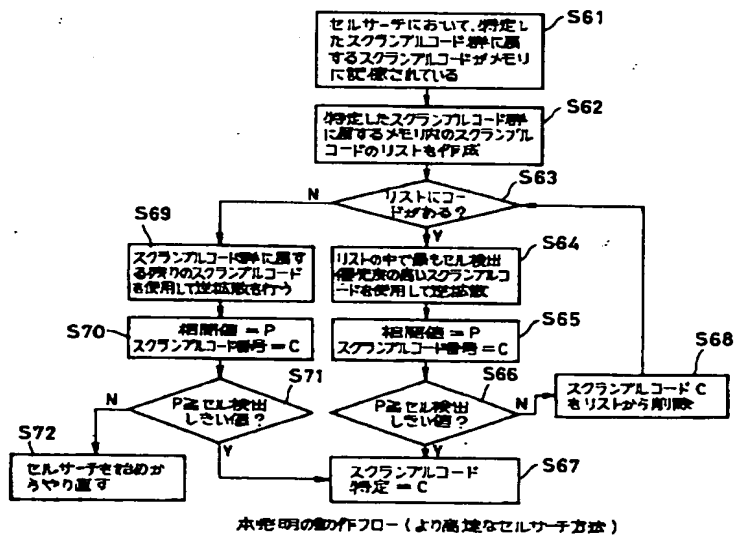 S61
セルサーチにおいて、特定し
たスクランブルコード群に属
するスクランブルコードがメモリ
に記憶されている
S62
特定したスクランブルコード群
に属するメモリ内のスクランブル
コードのリストを作成
S63
リストにコー
ドがある?
N
Y
S69
スクランブルコード群に属す
る残りのスクランブルコード
を使用して逆拡散を行う
S64
リストの中で最もセル検出
優先度の高いスクランブルコ
ードを使用して逆拡散
S70
相関値=P
スクランブルコード番号=C
S65
相関値=P
スクランブルコード番号=C
S68
スクランブルコード C
をリストから削除
S71
P≧セル検出
しきい値?
N
Y
S66
P≧セル検出
しきい値?
N
Y
S72
セルサーチを始めか
らやり直す
S67
スクランブルコード
特定=C
本発明の動作フロー(より高速なセルサーチ方法)